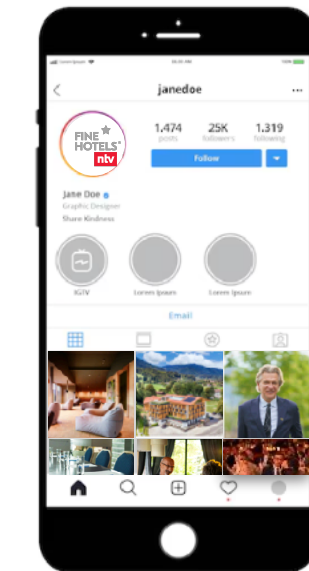 janedoe
FINE
HOTELS
ntv
1.474 25K 1.319
posts followers following
Follow
Jane Doe
Graphic Designer
Share Kindness
IGTV Lorem Ipsum Lorem Ipsum
Email